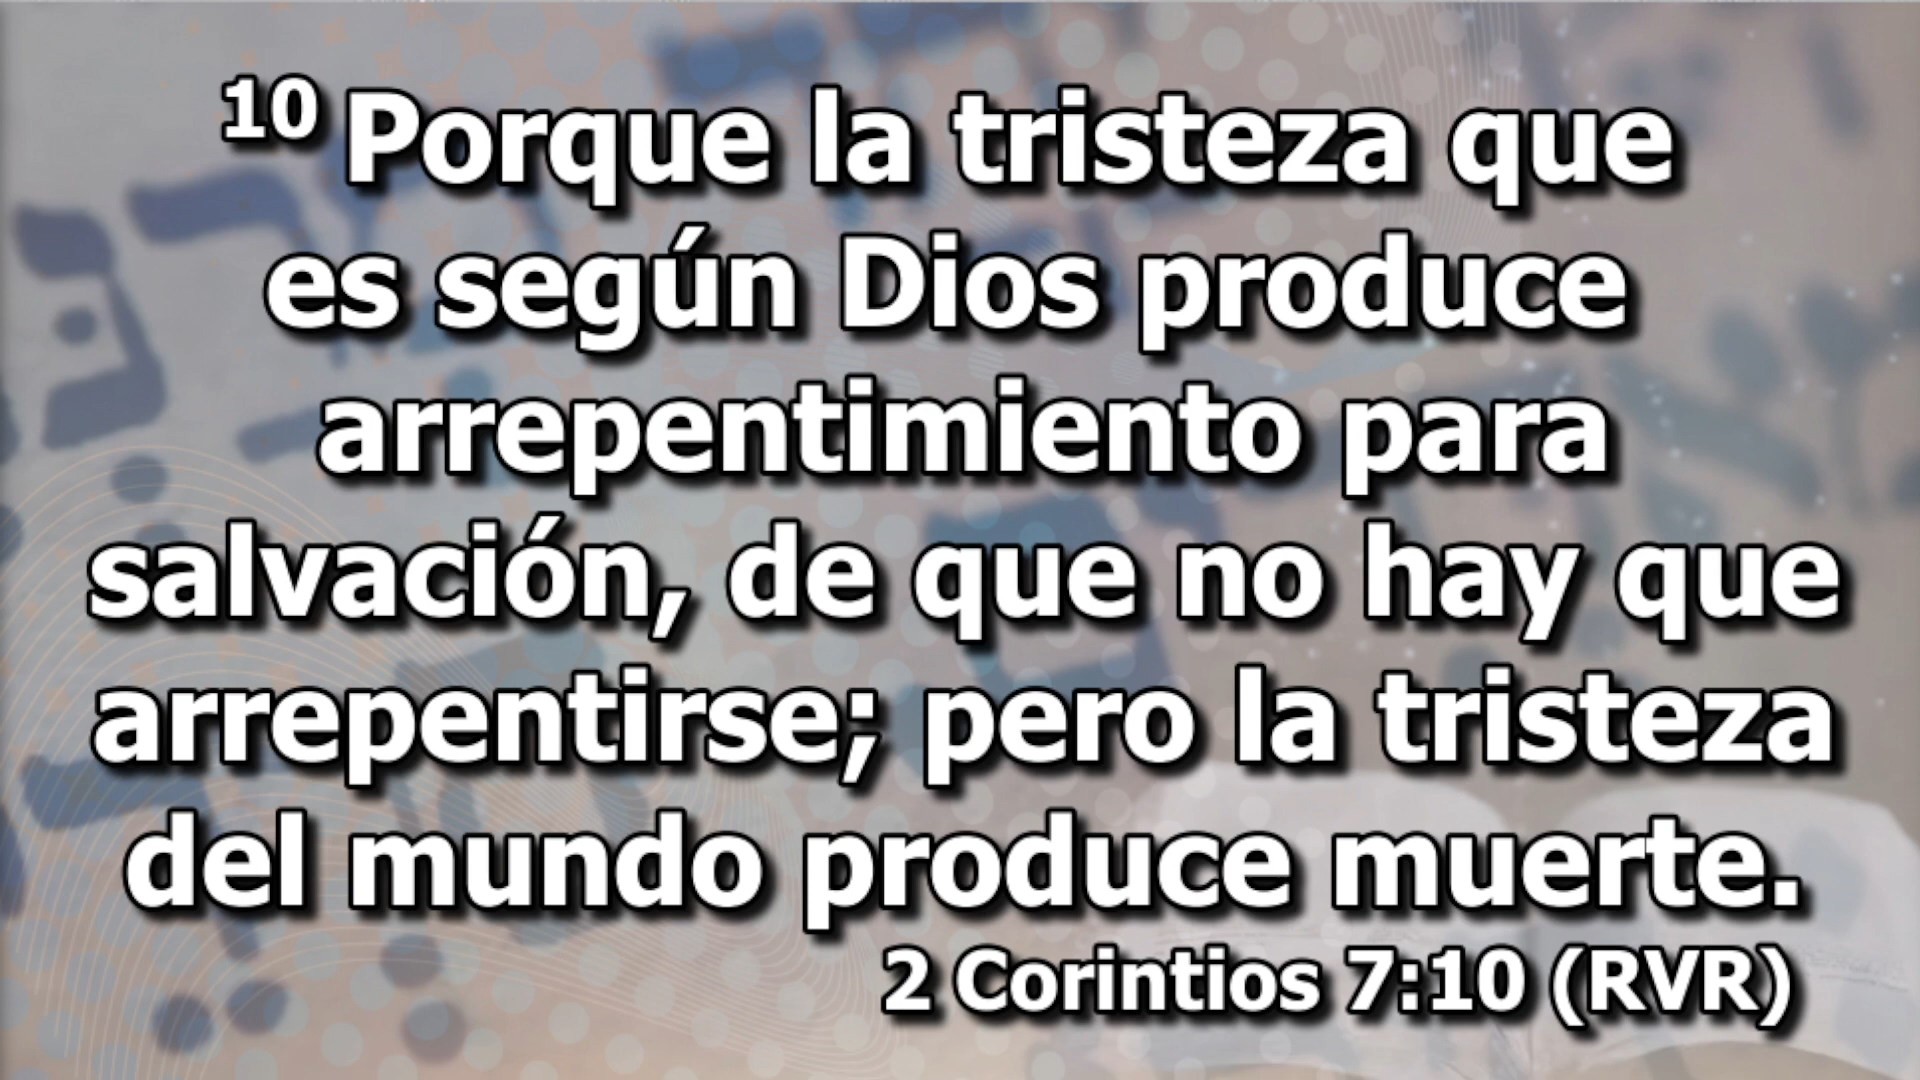 10 Porque la tristeza que
es según Dios produce
arrepentimiento para
salvación, de que no hay que
arrepentirse; pero la tristeza
del mundo produce muerte.
2 Corintios 7:10 (RVR)